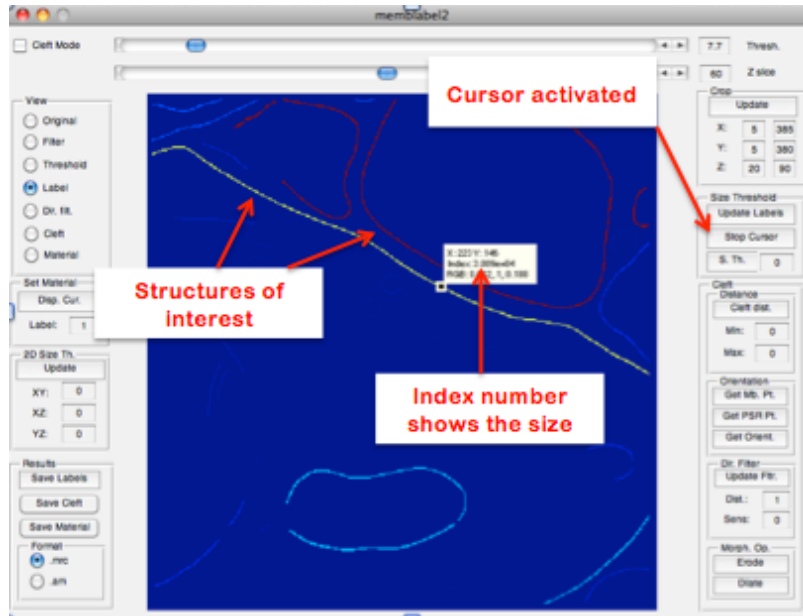 memblabel2
Cleft Mode
7.7 Thresh.
60 Z slice
View
Original
Filter
Threshold
Label
Dir. filt.
Cleft
Material
Set Material
Disp. Cur.
Label: 1
2D Size Th.
Update
XY: 0
XZ: 0
YZ: 0
Results
Save Labels
Save Cleft
Save Material
Format
.mrc
.am
Cursor activated
Structures of
interest
X: 223 Y: 146
Index number
shows the size
Crop
Update
X: 5 385
Y: 5 380
Z: 20 90
Size Threshold
Update Labels
Stop Cursor
S. Th. 0
Cleft
Distance
Cleft dist.
Min: 0
Max: 0
Orientation
Get Mb. Pt.
Get PSR Pt.
Get Orient.
Dir. Filter
Update Fltr.
Dist.: 1
Sens: 0
Morph. Op.
Erode
Dilate